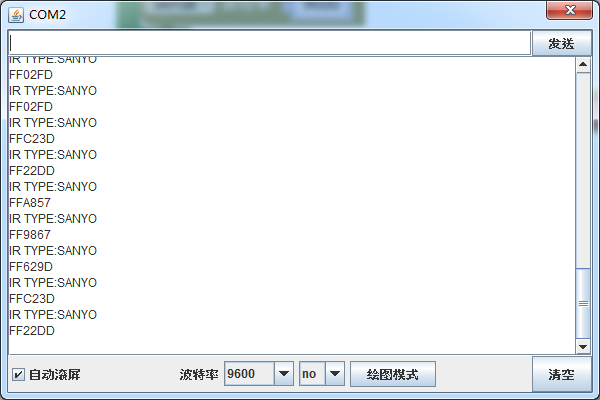 COM2
发送
IR TYPE:SANYO
FF02FD
IR TYPE:SANYO
FF02FD
IR TYPE:SANYO
FFC23D
IR TYPE:SANYO
FF22DD
IR TYPE:SANYO
FFA857
IR TYPE:SANYO
FF9867
IR TYPE:SANYO
FF629D
IR TYPE:SANYO
FFC23D
IR TYPE:SANYO
FF22DD
自动滚屏 波特率 9600 no 绘图模式 清空